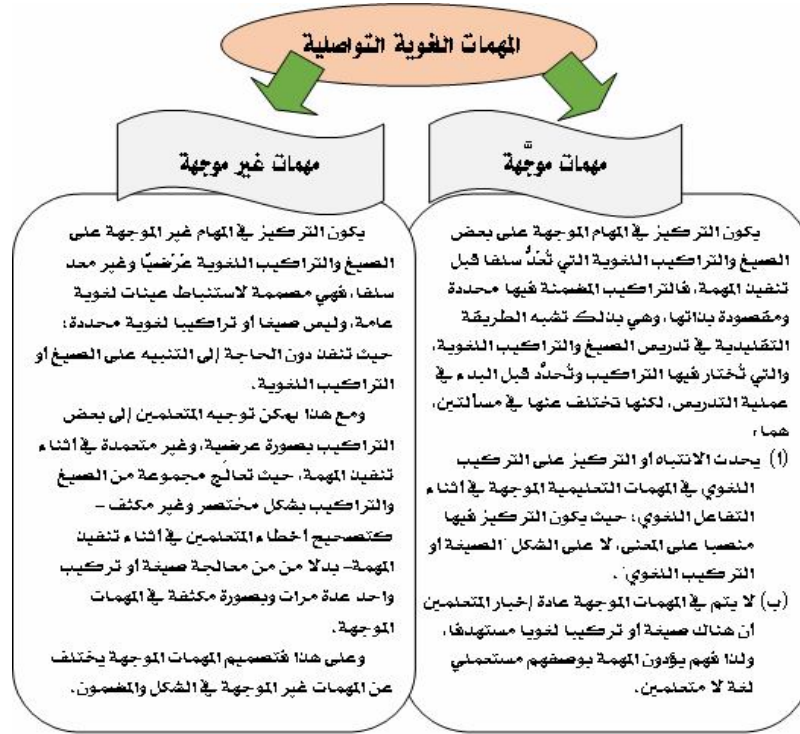 المهمات اللغوية التواصلية
مهمات موجَّهة
يكون التركيز في المهام الموجهة على بعض
الصيغ والتراكيب اللغوية التي تُعَدُّ سلفا قبل
تنفيذ المهمة، فالتراكيب المضمنة فيها محددة
ومقصودة بذاتها، وهي بذلك تشبه الطريقة
التقليدية في تدريس الصيغ والتراكيب اللغوية،
والتي تُختار فيها التراكيب وتُحدَّد قبل البدء في
عملية التدريس، لكنها تختلف عنها في مسألتين،
هما،
(أ) يحدث الانتباه أو التركيز على التركيب
اللغوي في المهمات التعليمية الموجهة في أثناء
التفاعل اللغوي؛ حيث يكون التركيز فيها
منصبا على المعنى، لا على الشكل "الصيغة أو
التركيب اللغوي".
(ب) لا يتم في المهمات الموجهة عادة إخبار المتعلمين
أن هناك صيغة أو تركيبا لغويا مستهدفا،
ولذا فهم يؤدون المهمة بوصفهم مستعملي
لغة لا متعلمين.
مهمات غير موجهة
يكون التركيز في المهام غير الموجهة على
الصيغ والتراكيب اللغوية عَرَضيّا وغير معد
سلفا، فهي مصممة لاستنباط عينات لغوية
عامة، وليس صيغا أو تراكيبا لغوية محددة؛
حيث تنفذ دون الحاجة إلى التنبيه على الصيغ أو
التراكيب اللغوية.
ومع هذا يمكن توجيه المتعلمين إلى بعض
التراكيب بصورة عرضية، وغير متعمدة في أثناء
تنفيذ المهمة، حيث تعالَج مجموعة من الصيغ
والتراكيب بشكل مختصر وغير مكثف –
كتصحيح أخطاء المتعلمين في أثناء تنفيذ
المهمة– بدلا من من معالجة صيغة أو تركيب
واحد عدة مرات وبصورة مكثفة في المهمات
الموجهة.
وعلى هذا فتصميم المهمات الموجهة يختلف
عن المهمات غير الموجهة في الشكل والمضمون.